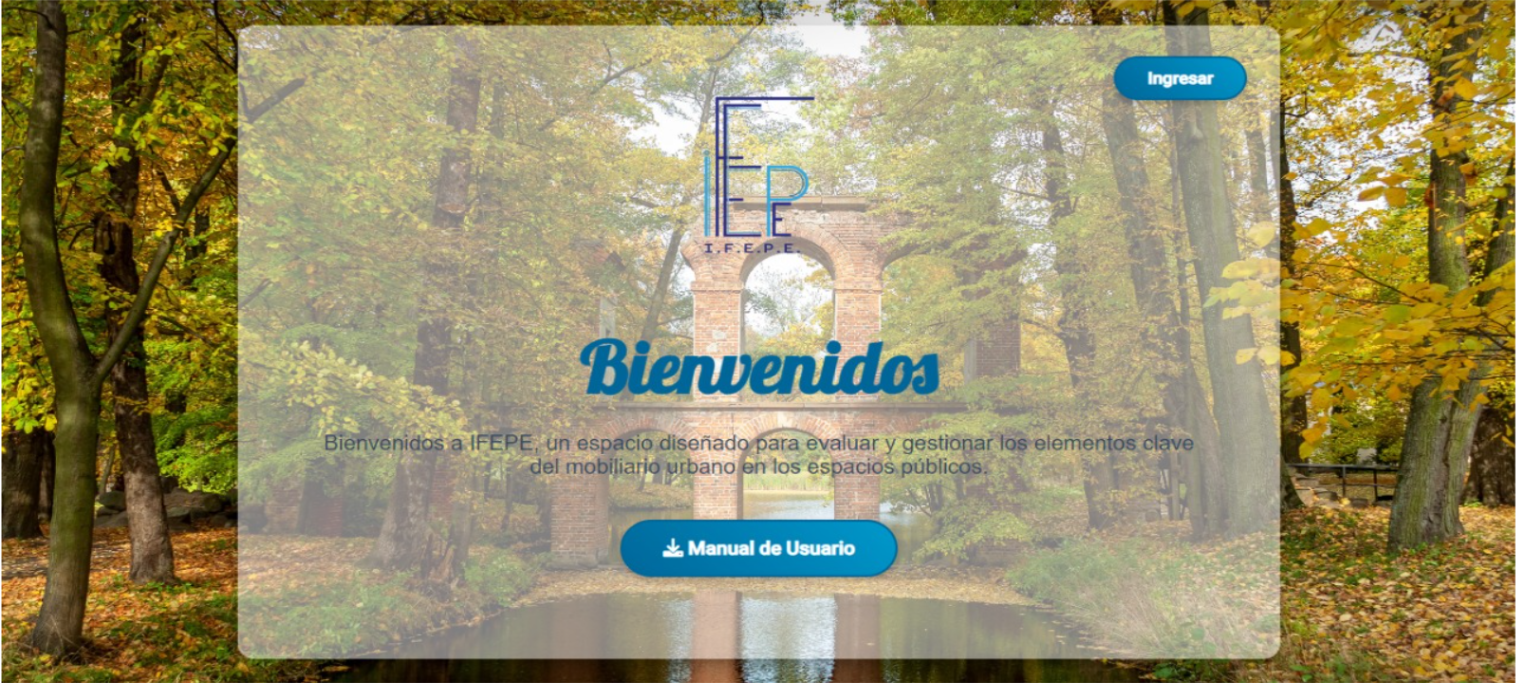 Ingresar
IFEPE
I.F.E.P.E.
Bienvenidos
Bienvenidos a IFEPE, un espacio diseñado para evaluar y gestionar los elementos clave
del mobiliario urbano en los espacios públicos.
Manual de Usuario